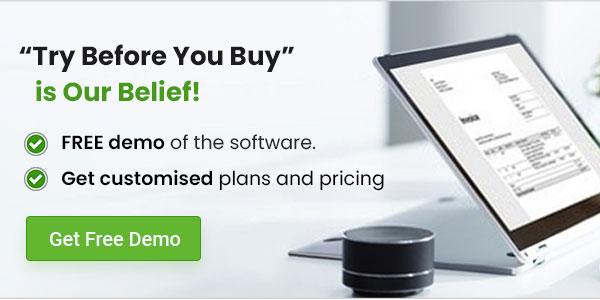 “Try Before You Buy”
is Our Belief!
FREE demo of the software.
Get customised plans and pricing
Get Free Demo
Invoice